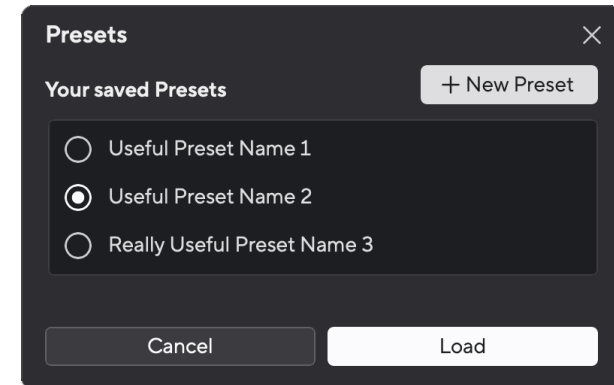 Presets
Your saved Presets
+ New Preset
Useful Preset Name 1
Useful Preset Name 2
Really Useful Preset Name 3
Cancel
Load